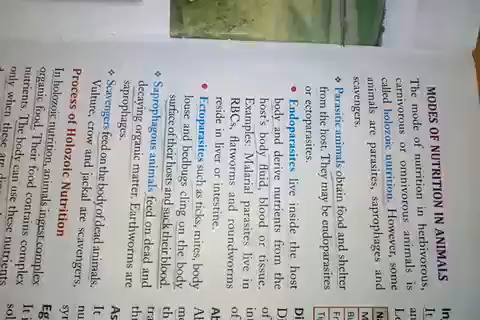 MODES OF NUTRITION IN ANIMALS
The mode of nutrition in herbivorous,
carnivorous or omnivorous animals is
called holozoic nutrition. However, some
animals are parasites, saprophages and
scavengers.
❖ Parasitic animals obtain food and shelter
from the host. They may be endoparasites
or ectoparasites.
• Endoparasites live inside the host
body and derive nutrients from the
host's body fluid, blood or tissue.
Examples: Malarial parasites live in
RBCs, flatworms and roundworms
reside in liver or intestine.
• Ectoparasites such as ticks, mites, body
louse and bedbugs cling on the body
surface of their hosts and suck their blood.
❖ Saprophagous animals feed on dead and
decaying organic matter. Earthworms are
saprophages.
❖ Scavengers feed on the body of dead animals.
Vulture, crow and jackal are scavengers.
Process of Holozoic Nutrition
In holozoic nutrition, animals ingest complex
organic food. Their food contains complex
nutrients. The body can use these nutrients
only when these are
In
It